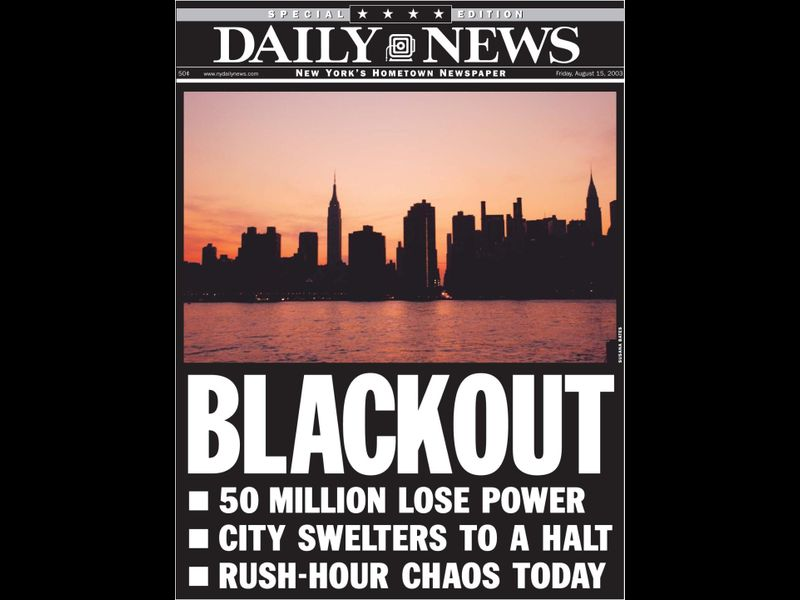 SPECIAL ★ ★ ★ ★ EDITION
DAILY NEWS
50¢ www.nydailynews.com NEW YORK'S HOMETOWN NEWSPAPER Friday, August 15, 2003
SUSANA BATES
BLACKOUT
■ 50 MILLION LOSE POWER
■ CITY SWELTERS TO A HALT
■ RUSH-HOUR CHAOS TODAY